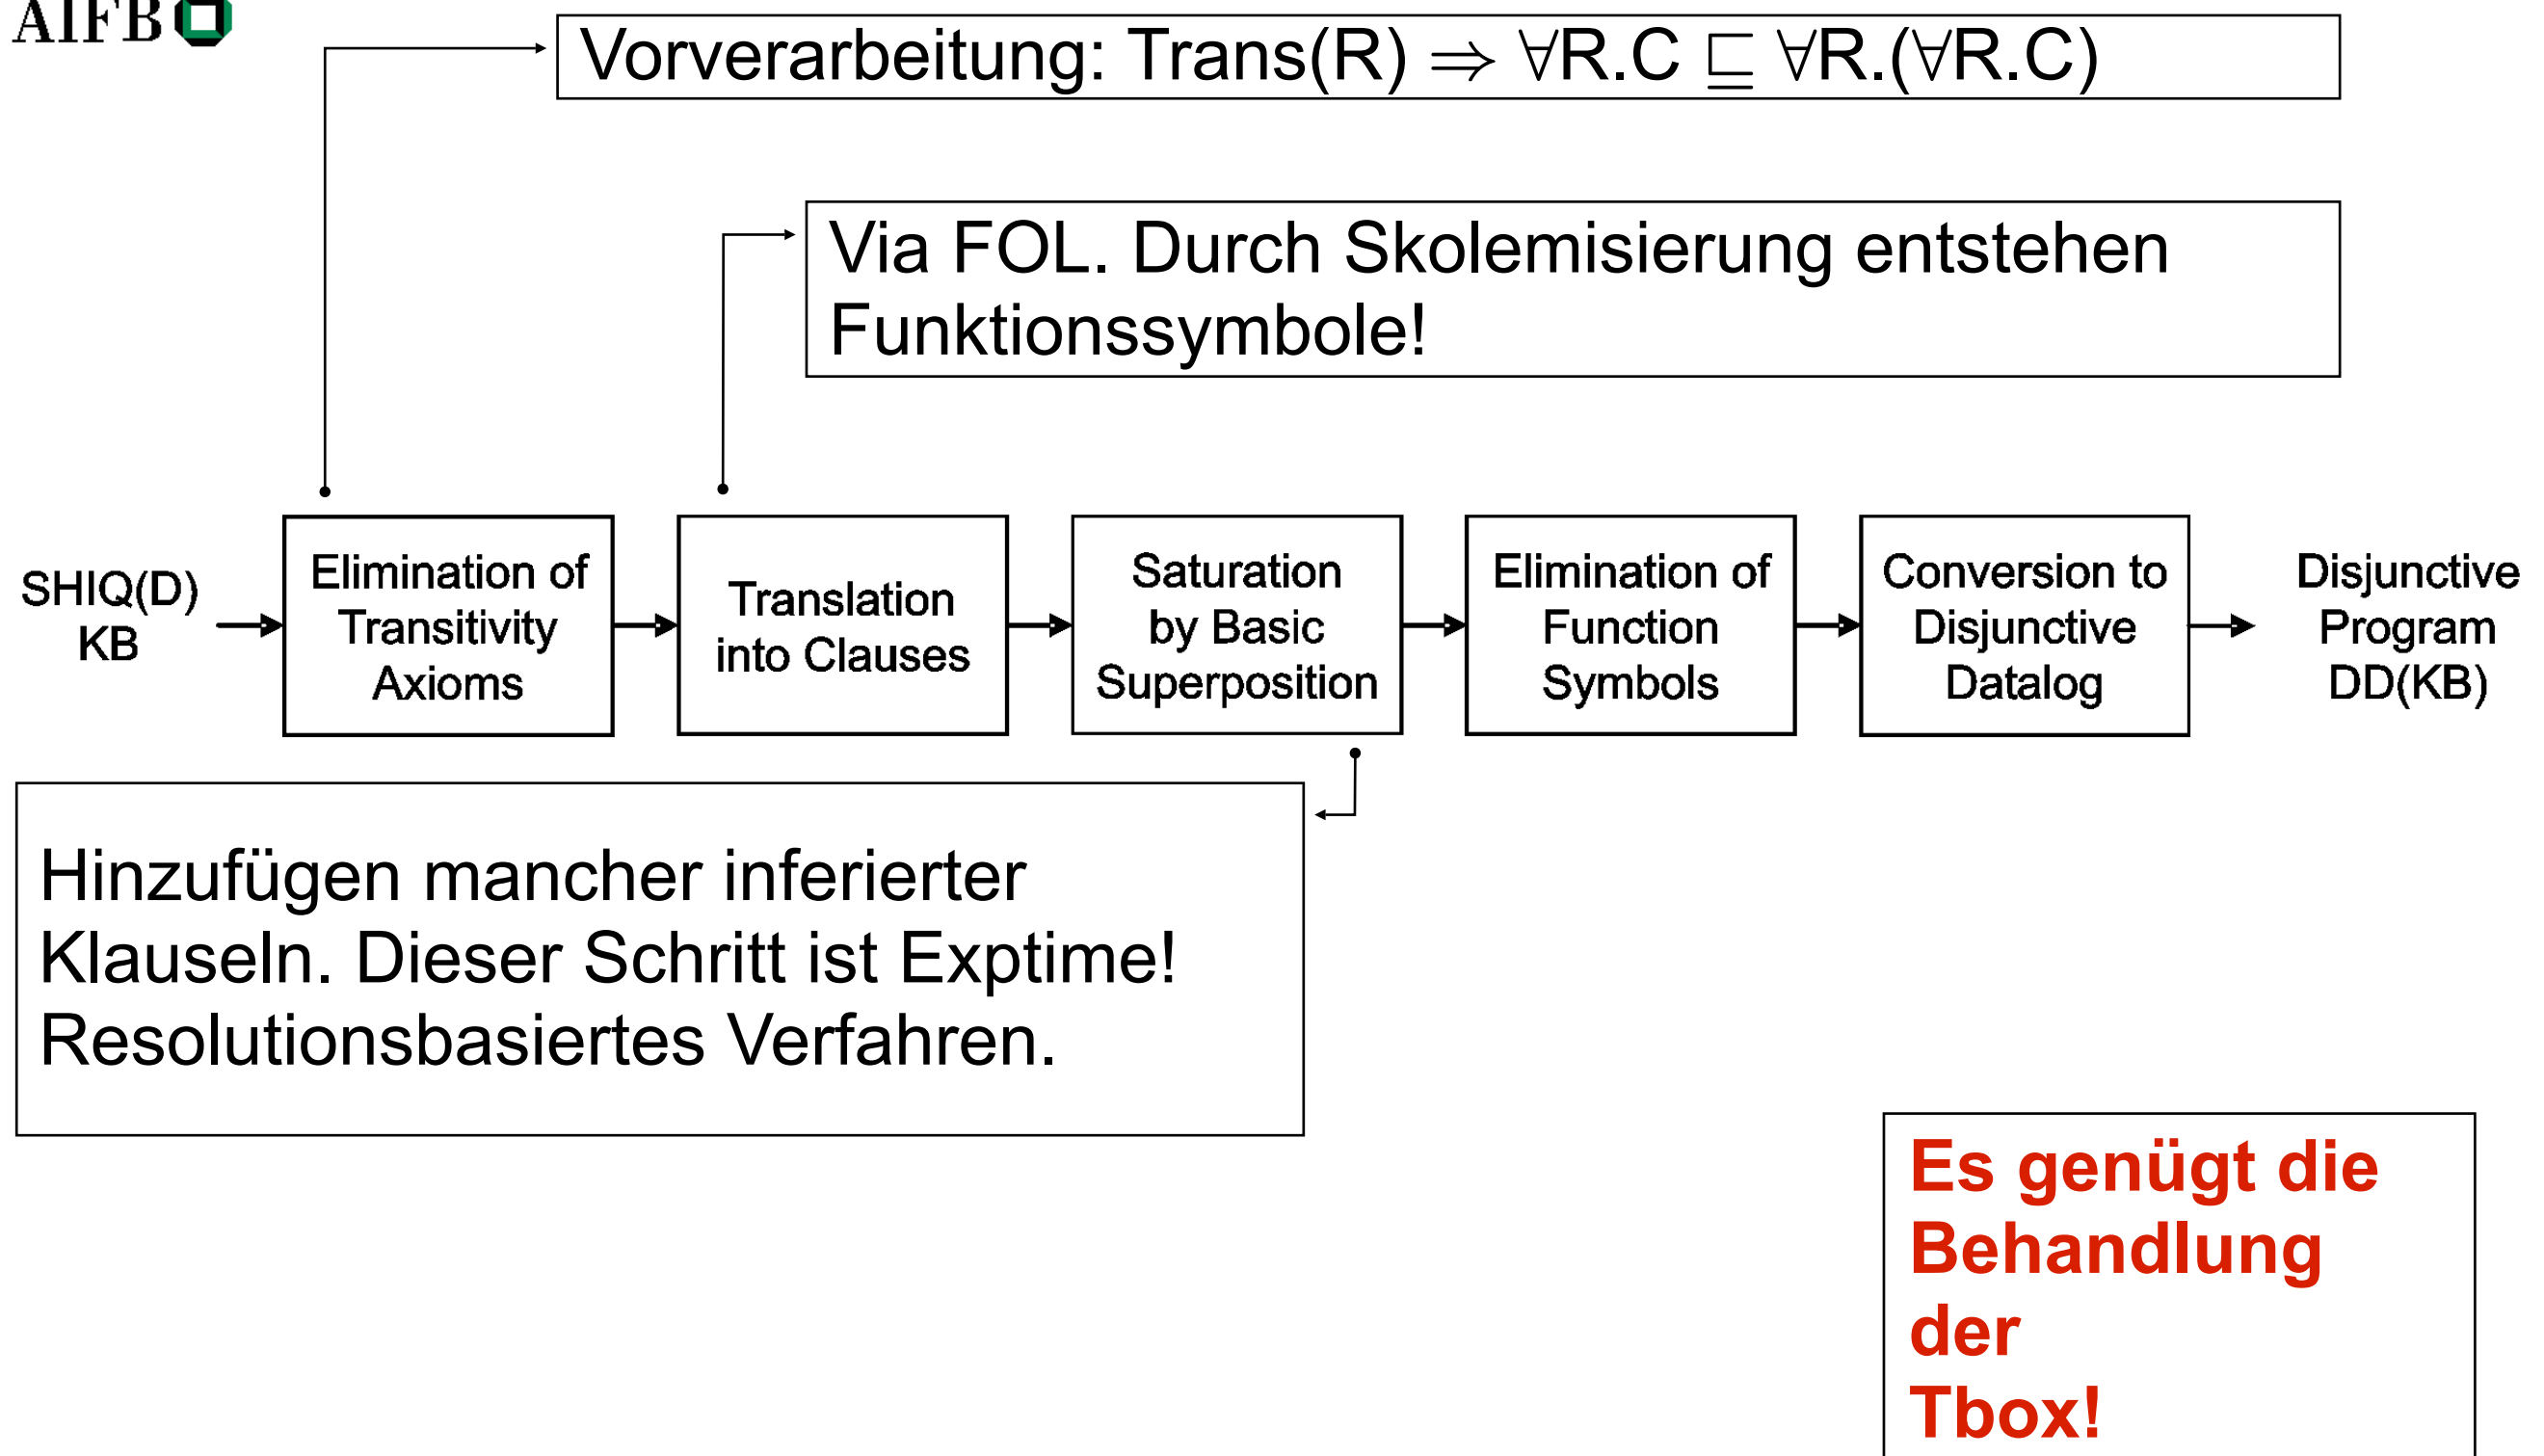 AIFB
Vorverarbeitung: Trans(R) ⇒ ∀R.C ⊑ ∀R.(∀R.C)
Via FOL. Durch Skolemisierung entstehen
Funktionssymbole!
SHIQ(D)
KB
Elimination of
Transitivity
Axioms
Translation
into Clauses
Saturation
by Basic
Superposition
Elimination of
Function
Symbols
Conversion to
Disjunctive
Datalog
Disjunctive
Program
DD(KB)
Hinzufügen mancher inferierter
Klauseln. Dieser Schritt ist Exptime!
Resolutionsbasiertes Verfahren.
Es genügt die
Behandlung
der
Tbox!